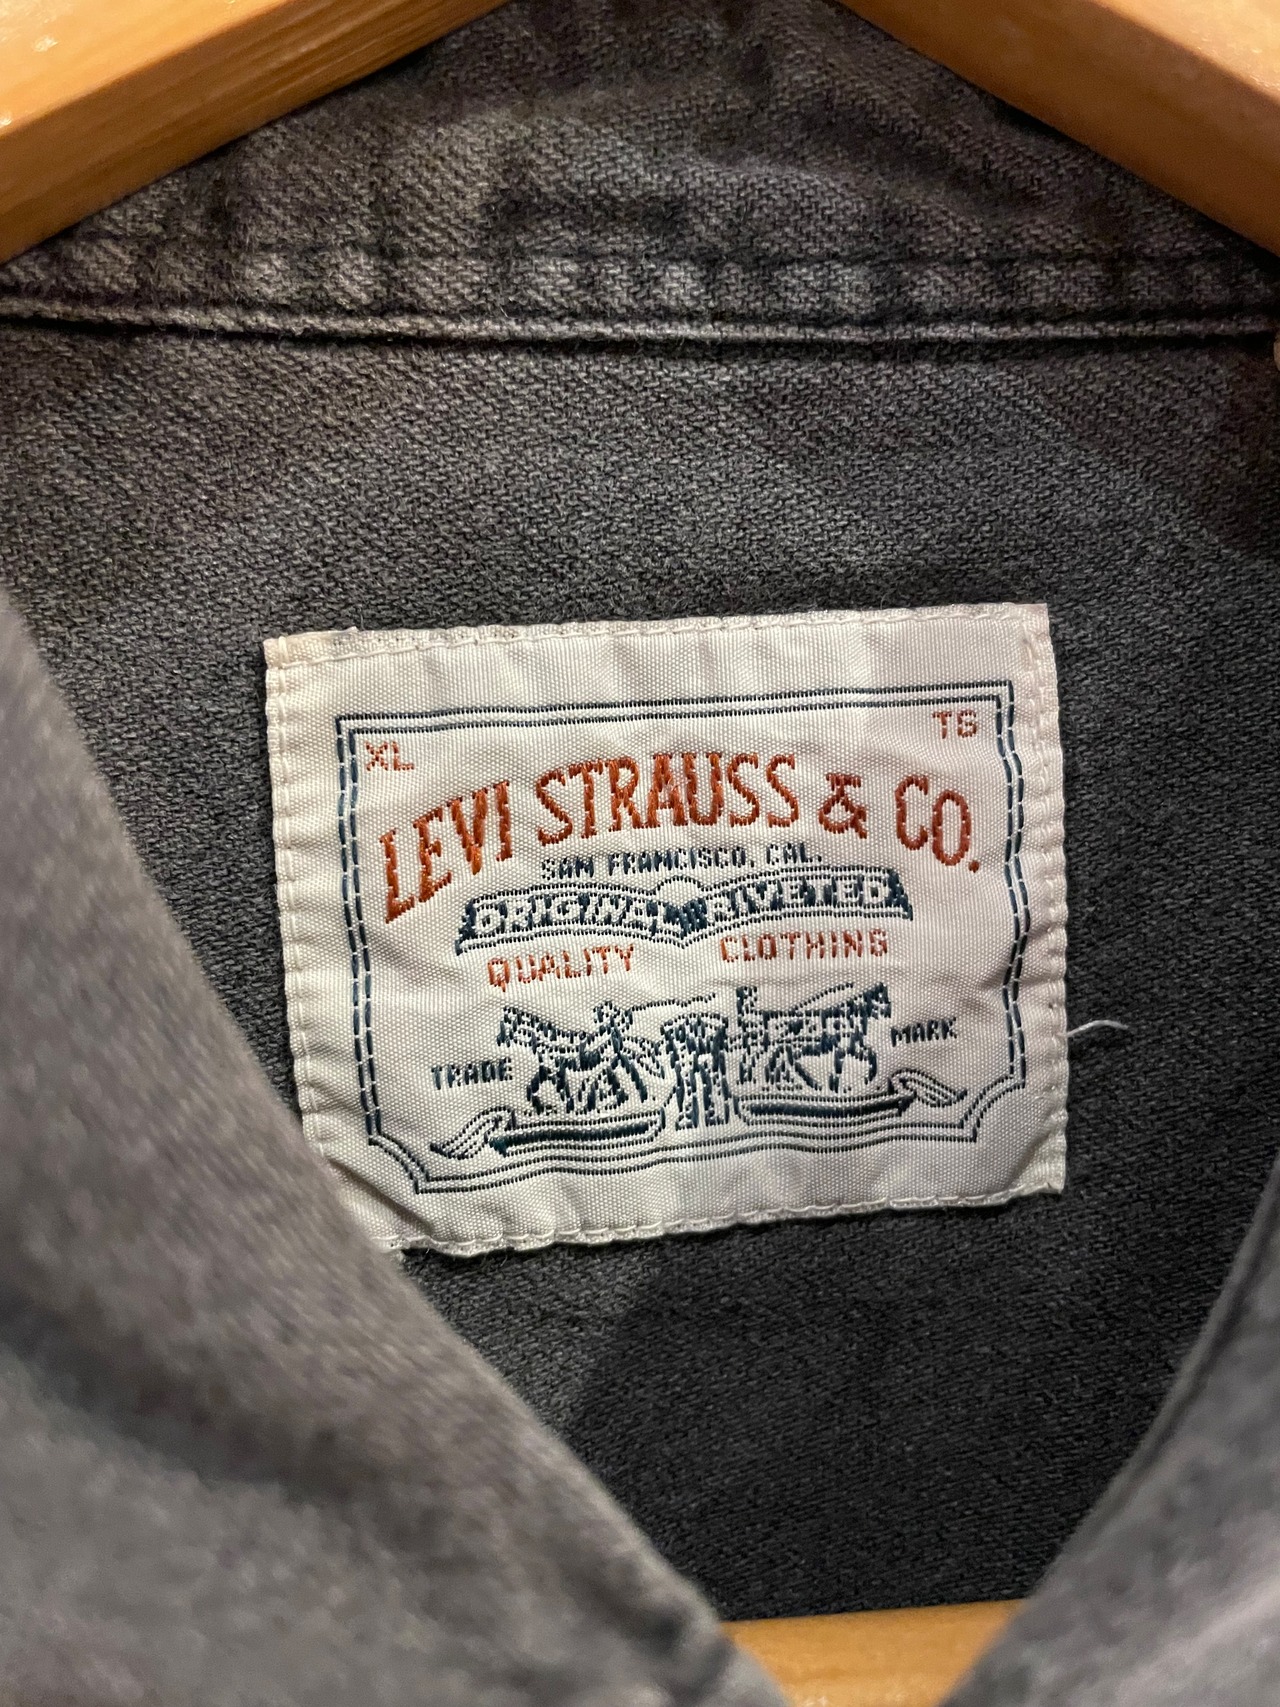 XL TG
LEVI STRAUSS & CO.
SAN FRANCISCO, CAL.
ORIGINAL RIVETED
QUALITY CLOTHING
TRADE MARK